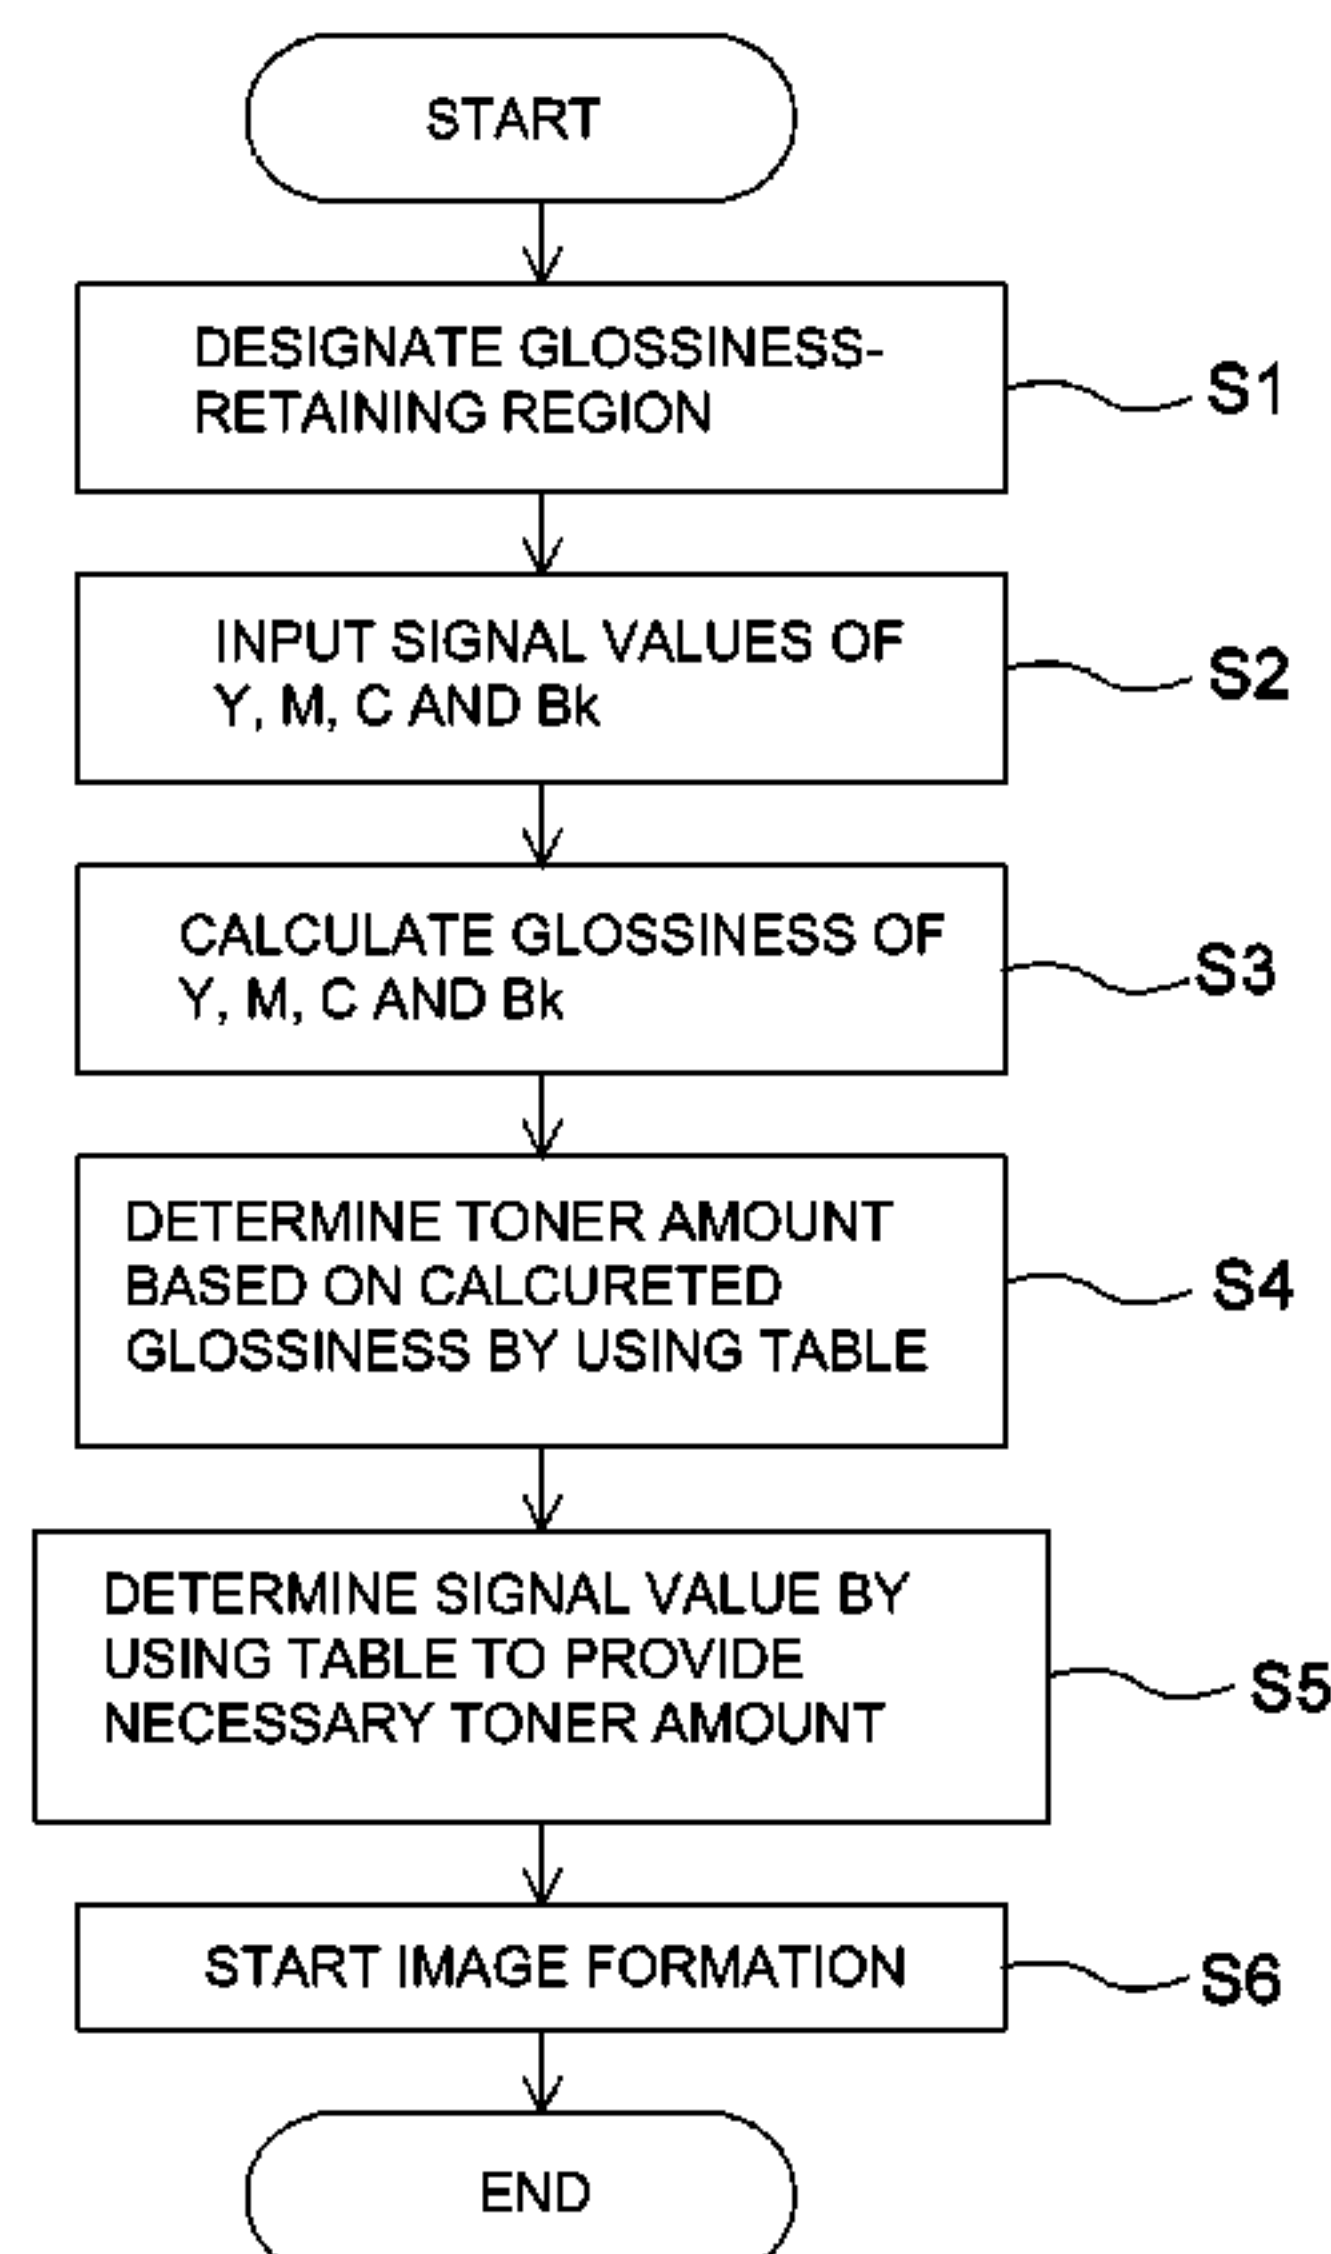 START
DESIGNATE GLOSSINESS-
RETAINING REGION
S1
INPUT SIGNAL VALUES OF
Y, M, C AND Bk
S2
CALCULATE GLOSSINESS OF
Y, M, C AND Bk
S3
DETERMINE TONER AMOUNT
BASED ON CALCURETED
GLOSSINESS BY USING TABLE
S4
DETERMINE SIGNAL VALUE BY
USING TABLE TO PROVIDE
NECESSARY TONER AMOUNT
S5
START IMAGE FORMATION
S6
END